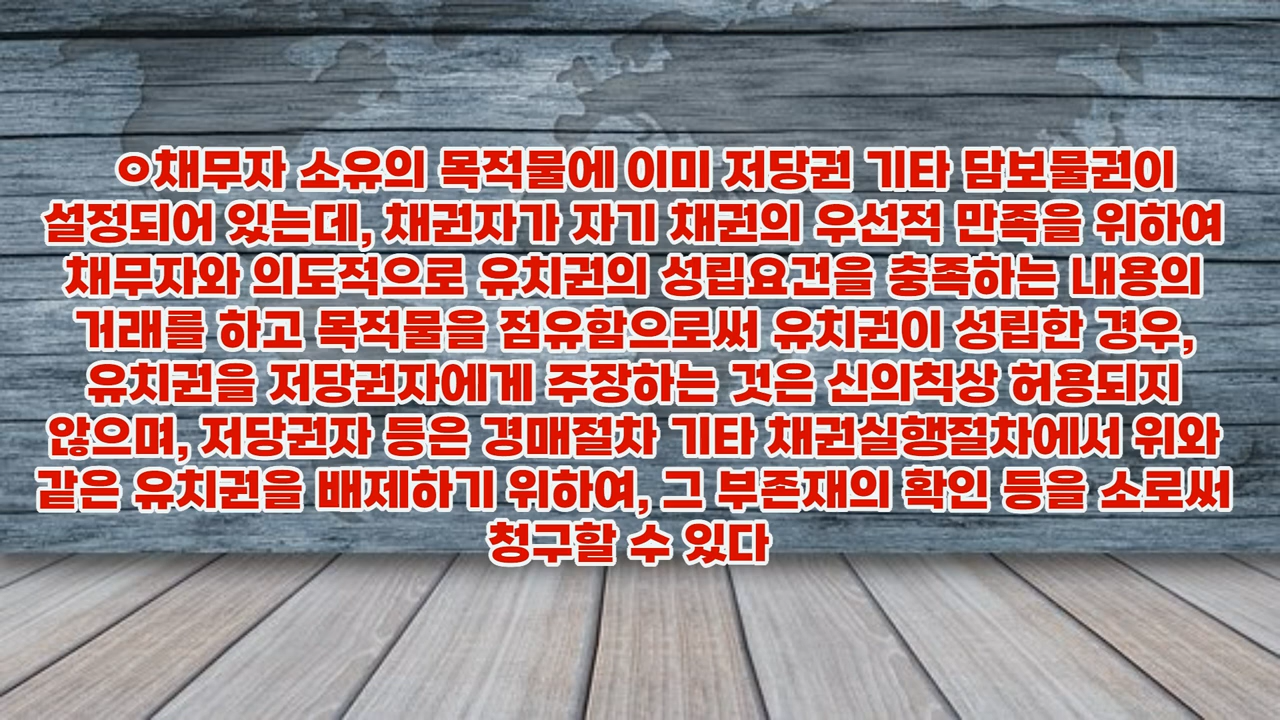 ㅇ채무자 소유의 목적물에 이미 저당권 기타 담보물권이
설정되어 있는데, 채권자가 자기 채권의 우선적 만족을 위하여
채무자와 의도적으로 유치권의 성립요건을 충족하는 내용의
거래를 하고 목적물을 점유함으로써 유치권이 성립한 경우,
유치권을 저당권자에게 주장하는 것은 신의칙상 허용되지
않으며, 저당권자 등은 경매절차 기타 채권실행절차에서 위와
같은 유치권을 배제하기 위하여, 그 부존재의 확인 등을 소로써
청구할 수 있다